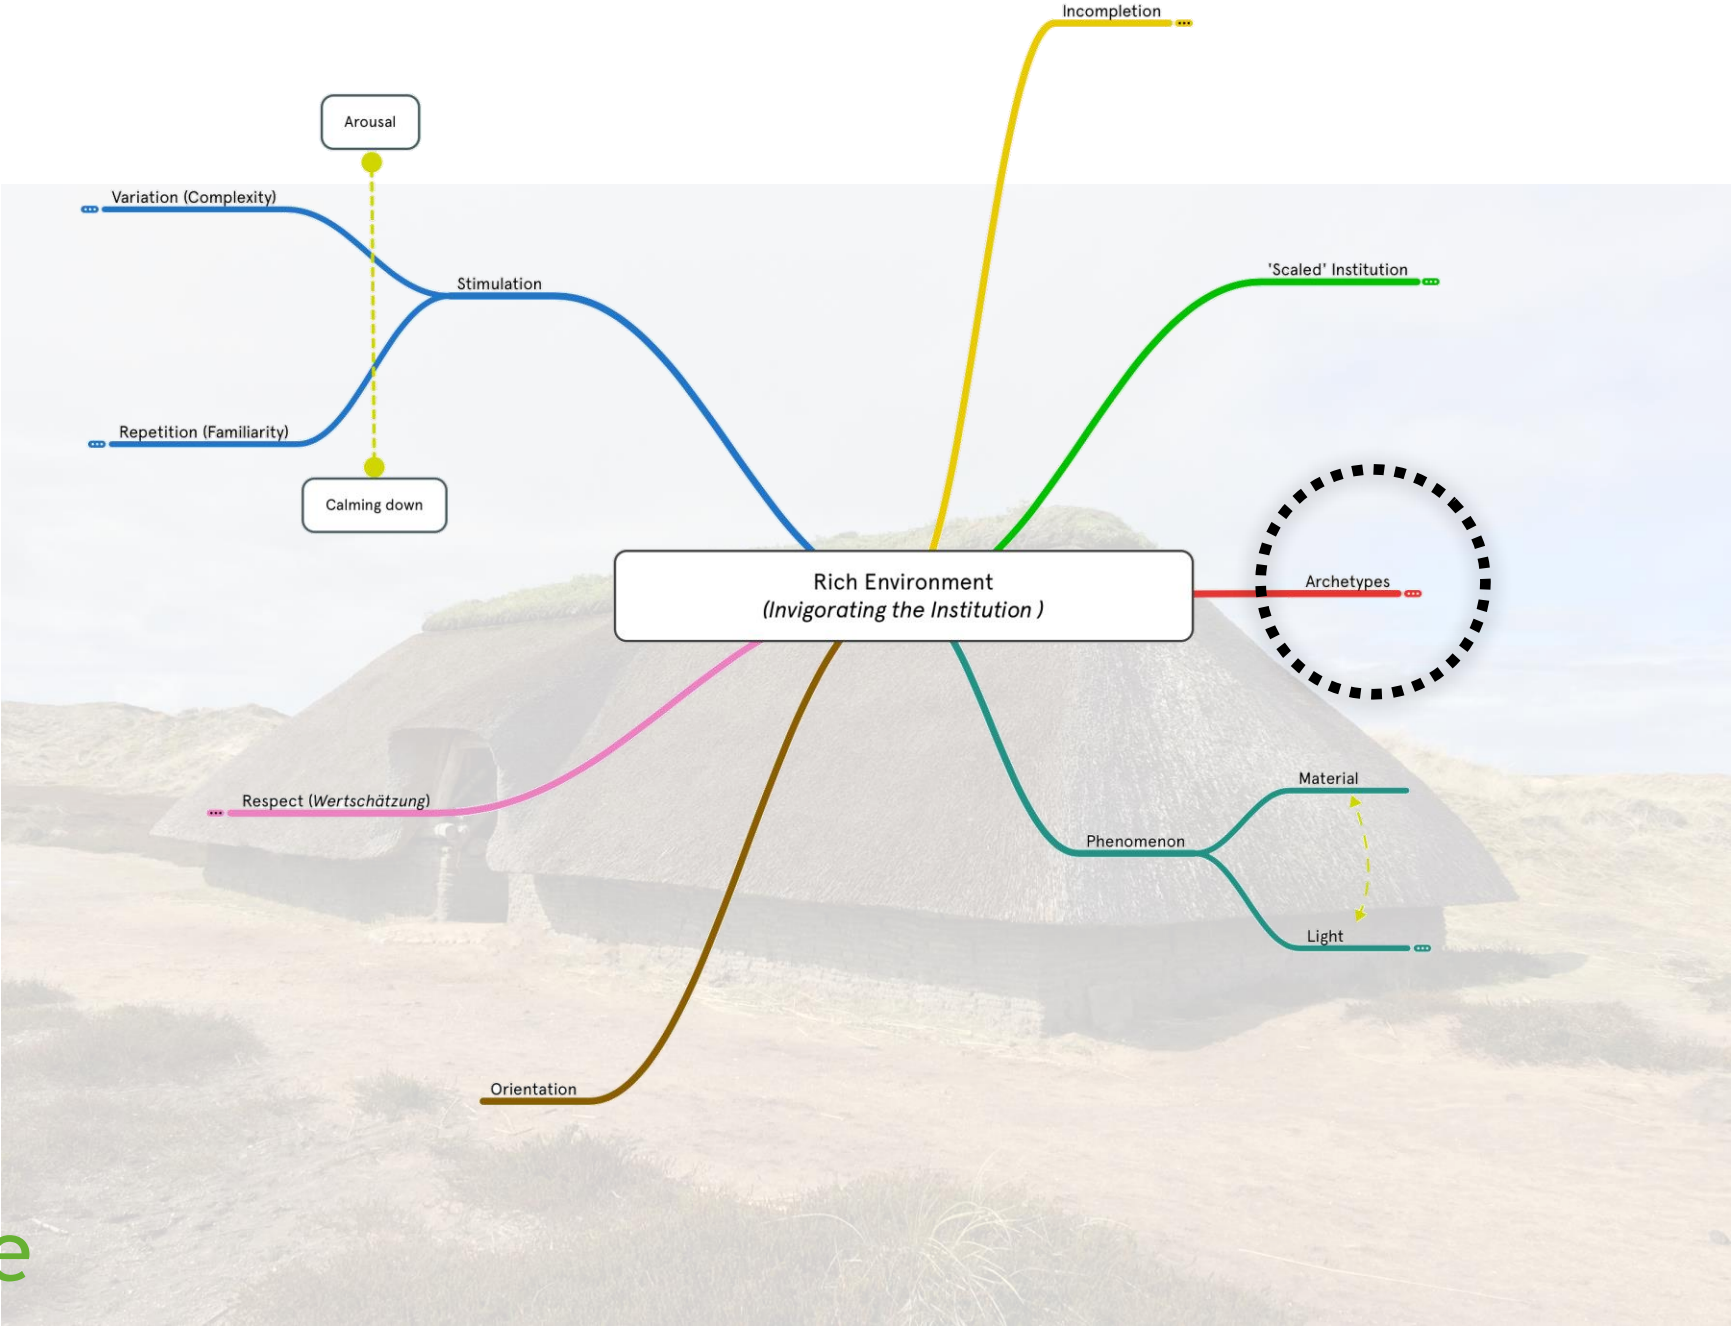 Incompletion
Arousal
Variation (Complexity)
Stimulation
'Scaled' Institution
Repetition (Familiarity)
Calming down
Rich Environment
(Invigorating the Institution )
Archetypes
Material
Respect (Wertschätzung)
Phenomenon
Light
Orientation
e